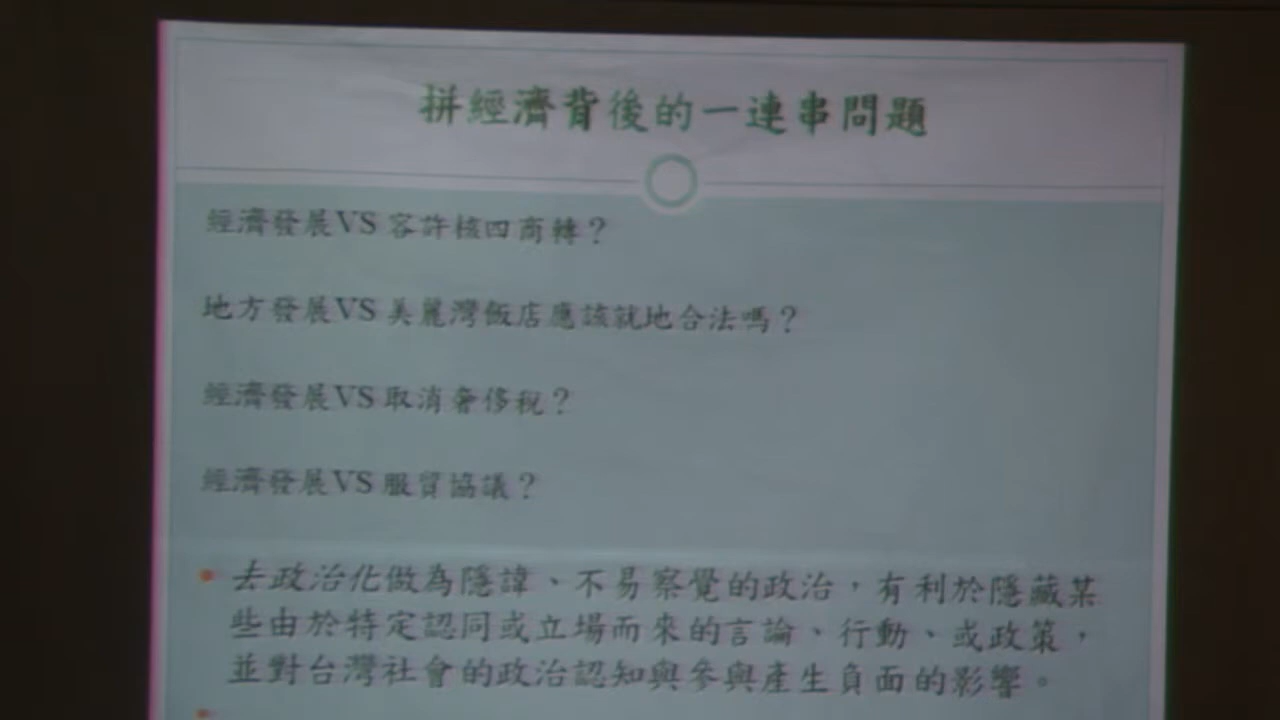 拼經濟背後的一連串問題
經濟發展VS 容許核四商轉？
地方發展VS 美麗灣飯店應該就地合法嗎？
經濟發展VS 取消奢侈稅？
經濟發展VS 服貿協議？
• 去政治化做為隱諱、不易察覺的政治，有利於隱藏某
些由於特定認同或立場而來的言論、行動、或政策，
並對台灣社會的政治認知與參與產生負面的影響。